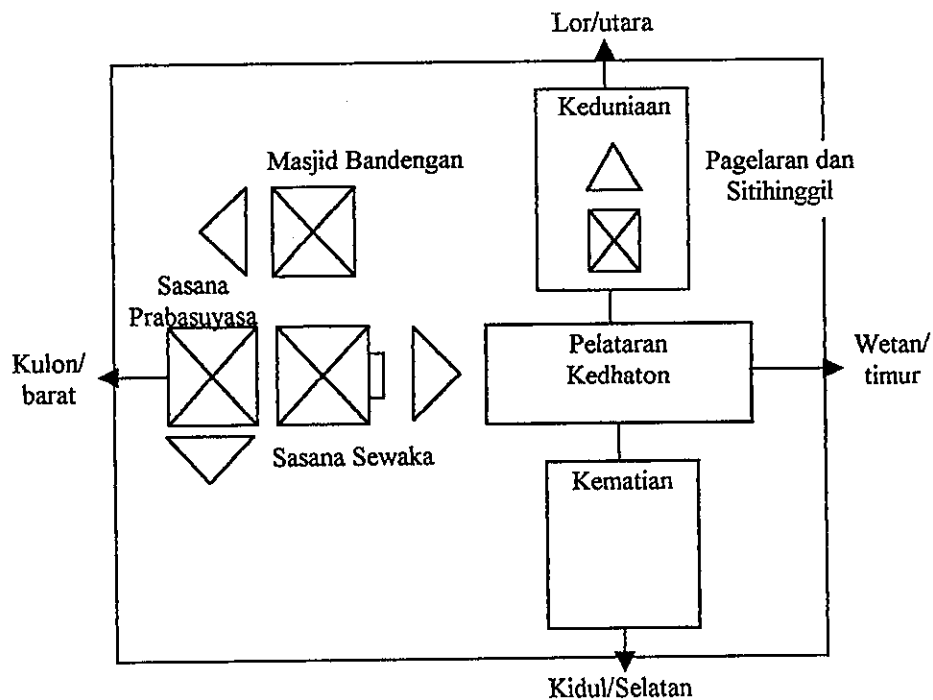 Lor/utara
Keduniaan
Masjid Bandengan
Pagelaran dan
Sitihinggil
Sasana
Prabasuyasa
Kulon/
barat
Pelataran
Kedhaton
Wetan/
timur
Sasana Sewaka
Kematian
Kidul/Selatan